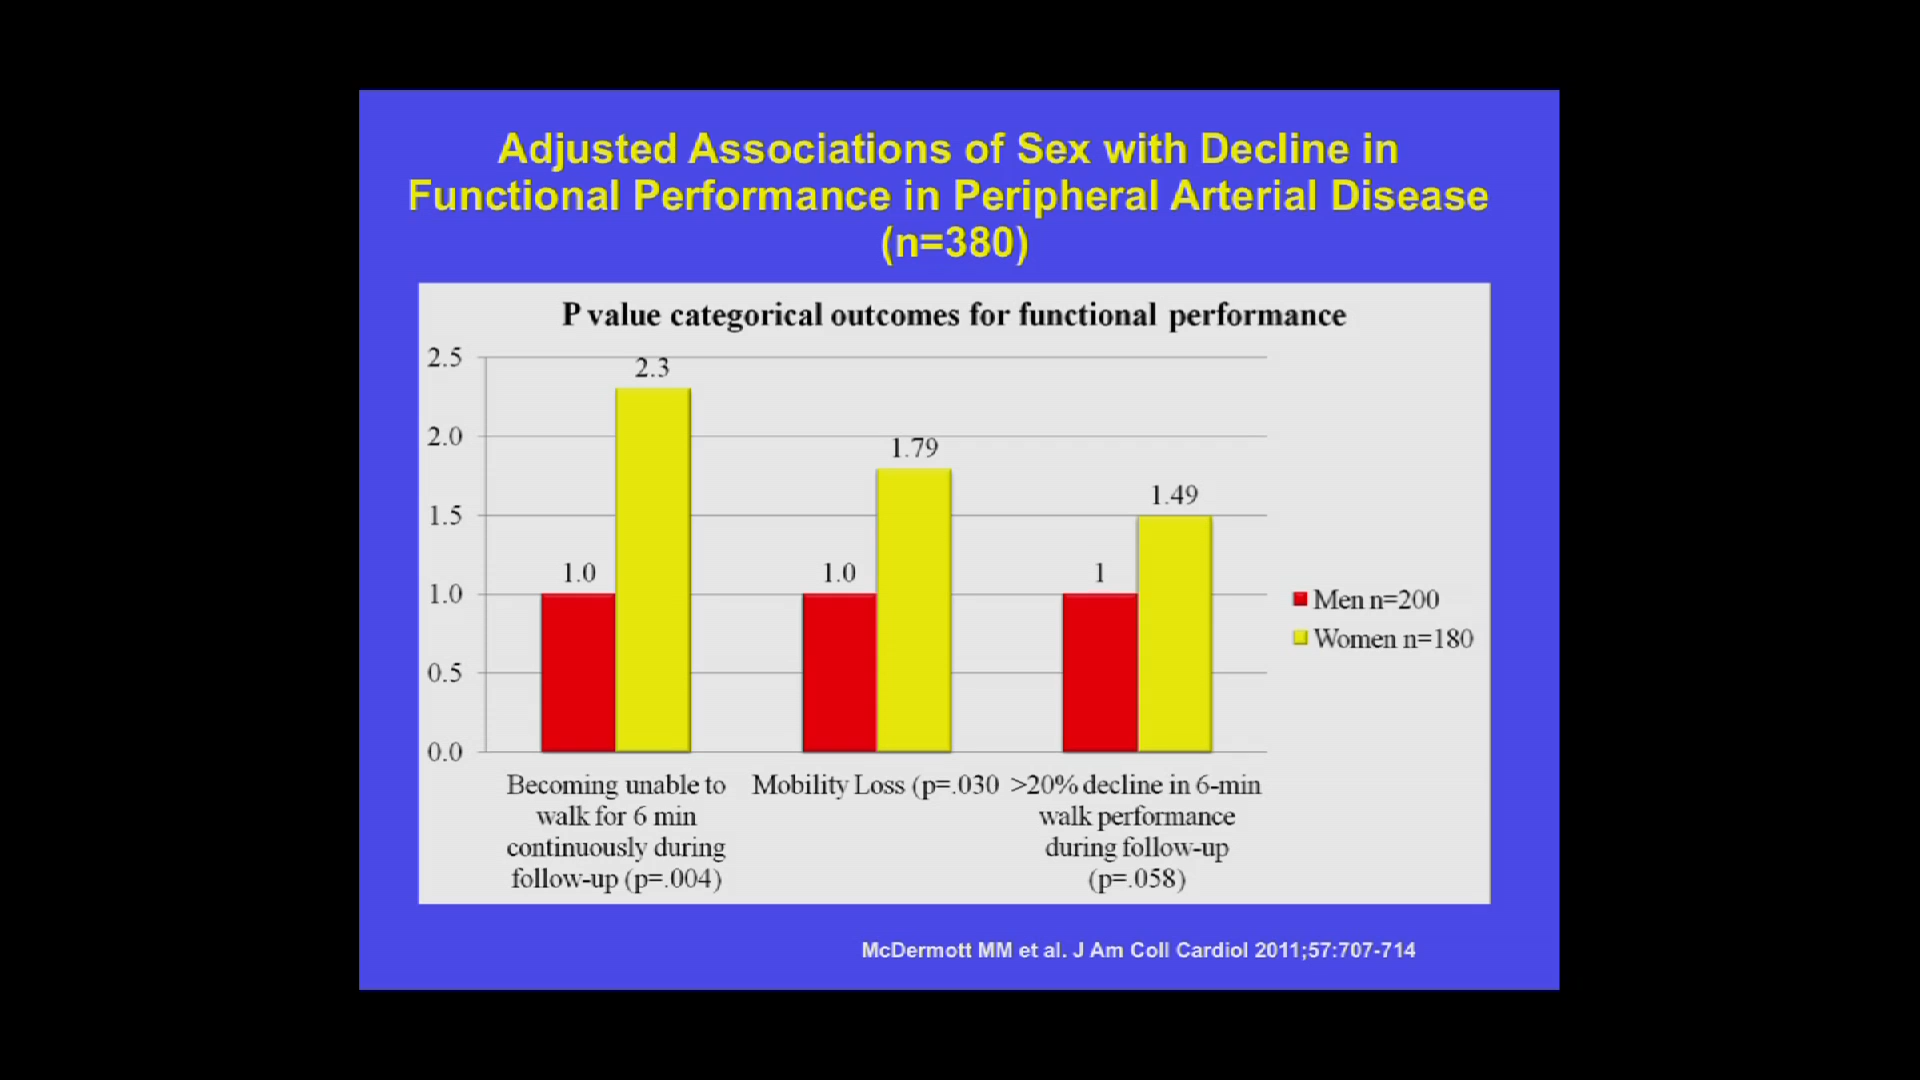 Adjusted Associations of Sex with Decline in
Functional Performance in Peripheral Arterial Disease
(n=380)
P value categorical outcomes for functional performance
2.5
2.0
1.5
1.0
0.5
0.0
2.3
1.79
1.49
1.0
1.0
1
Men n=200
Women n=180
Becoming unable to
walk for 6 min
continuously during
follow-up (p=.004)
Mobility Loss (p=.030
>20% decline in 6-min
walk performance
during follow-up
(p=.058)
McDermott MM et al. J Am Coll Cardiol 2011;57:707-714